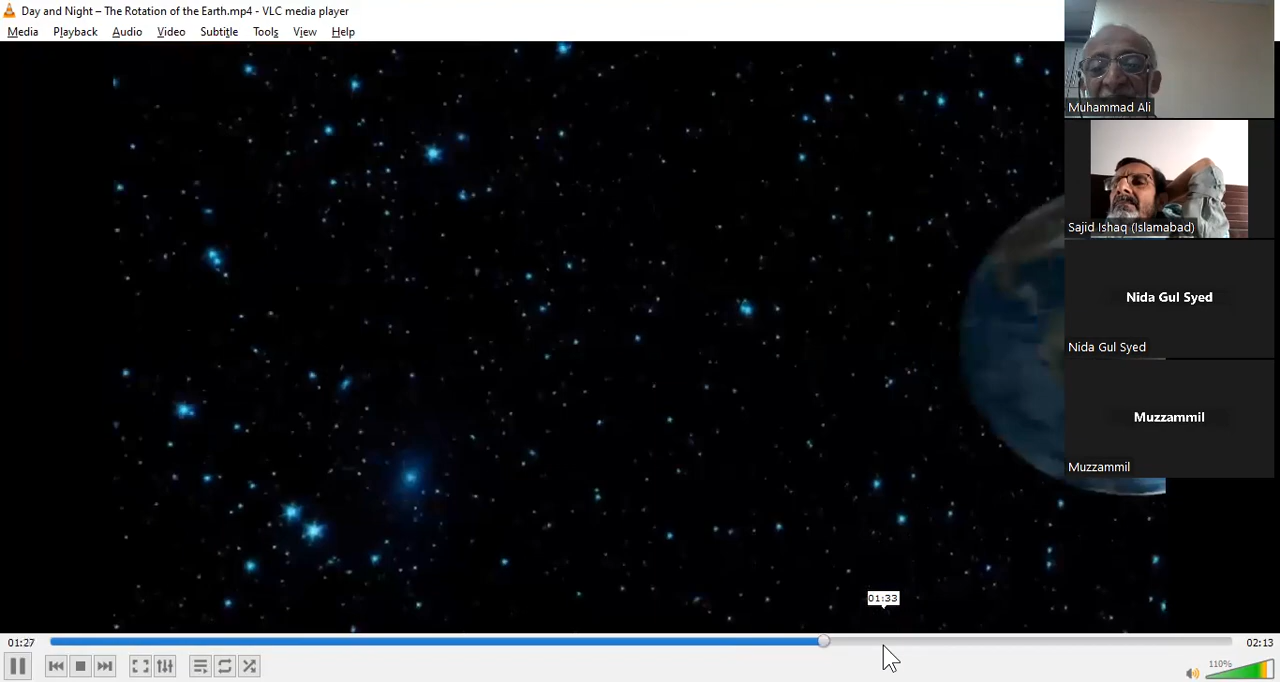 Day and Night – The Rotation of the Earth.mp4 - VLC media player
Media Playback Audio Video Subtitle Tools View Help
Muhammad Ali
Sajid Ishaq (Islamabad)
Nida Gul Syed
Nida Gul Syed
Muzzammil
Muzzammil
01:33
01:27
02:13
110%